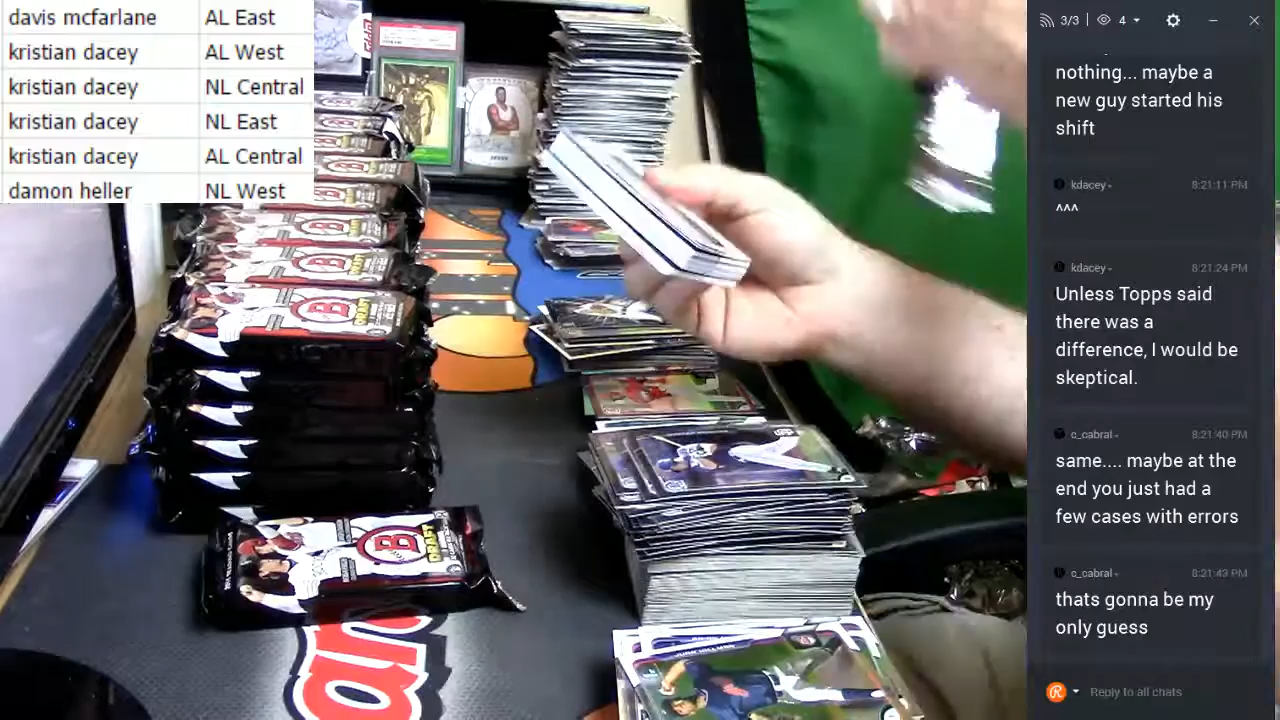 davis mcfarlane AL East
kristian dacey AL West
kristian dacey NL Central
kristian dacey NL East
kristian dacey AL Central
damon heller NL West
3/3 4
nothing... maybe a
new guy started his
shift
kdacey 8:21:11 PM
^^^
kdacey 8:21:24 PM
Unless Topps said
there was a
difference, I would be
skeptical.
c_cabral 8:21:40 PM
same.... maybe at the
end you just had a
few cases with errors
c_cabral 8:21:43 PM
thats gonna be my
only guess
Reply to all chats
B
DRAFT
B
DRAFT